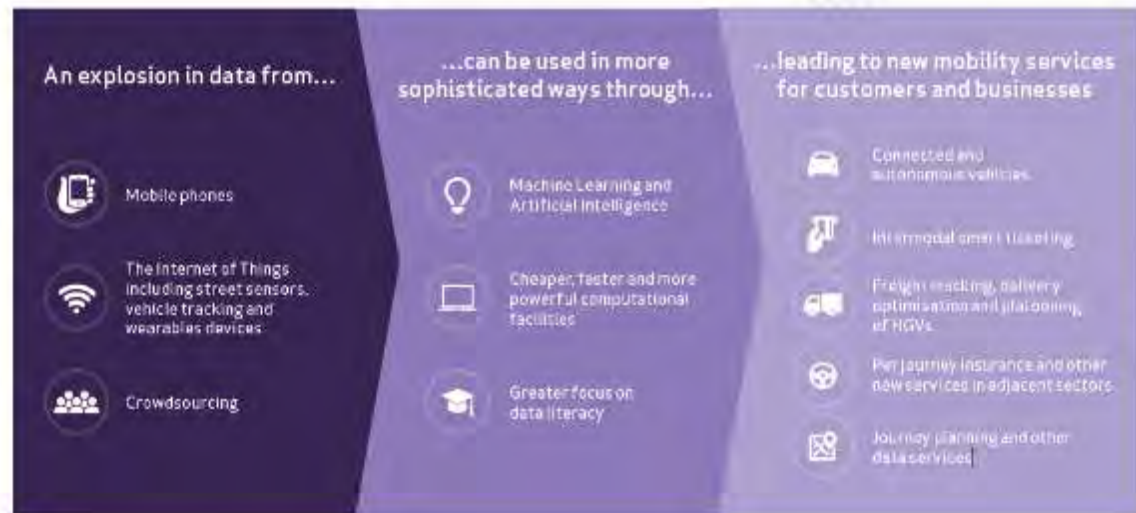 An explosion in data from...
Mobile phones
The Internet of Things
including street sensors,
vehicle tracking and
wearables devices
Crowdsourcing
...can be used in more
sophisticated ways through...
Machine Learning and
Artificial Intelligence
Cheaper, faster and more
powerful computational
facilities
Greater focus on
data literacy
...leading to new mobility services
for customers and businesses
Connected and
autonomous vehicles
Intermodal smart ticketing
Freight tracking, delivery
optimisation and platooning
of HGVs
Per journey insurance and other
new services in adjacent sectors
Journey planning and other
data services